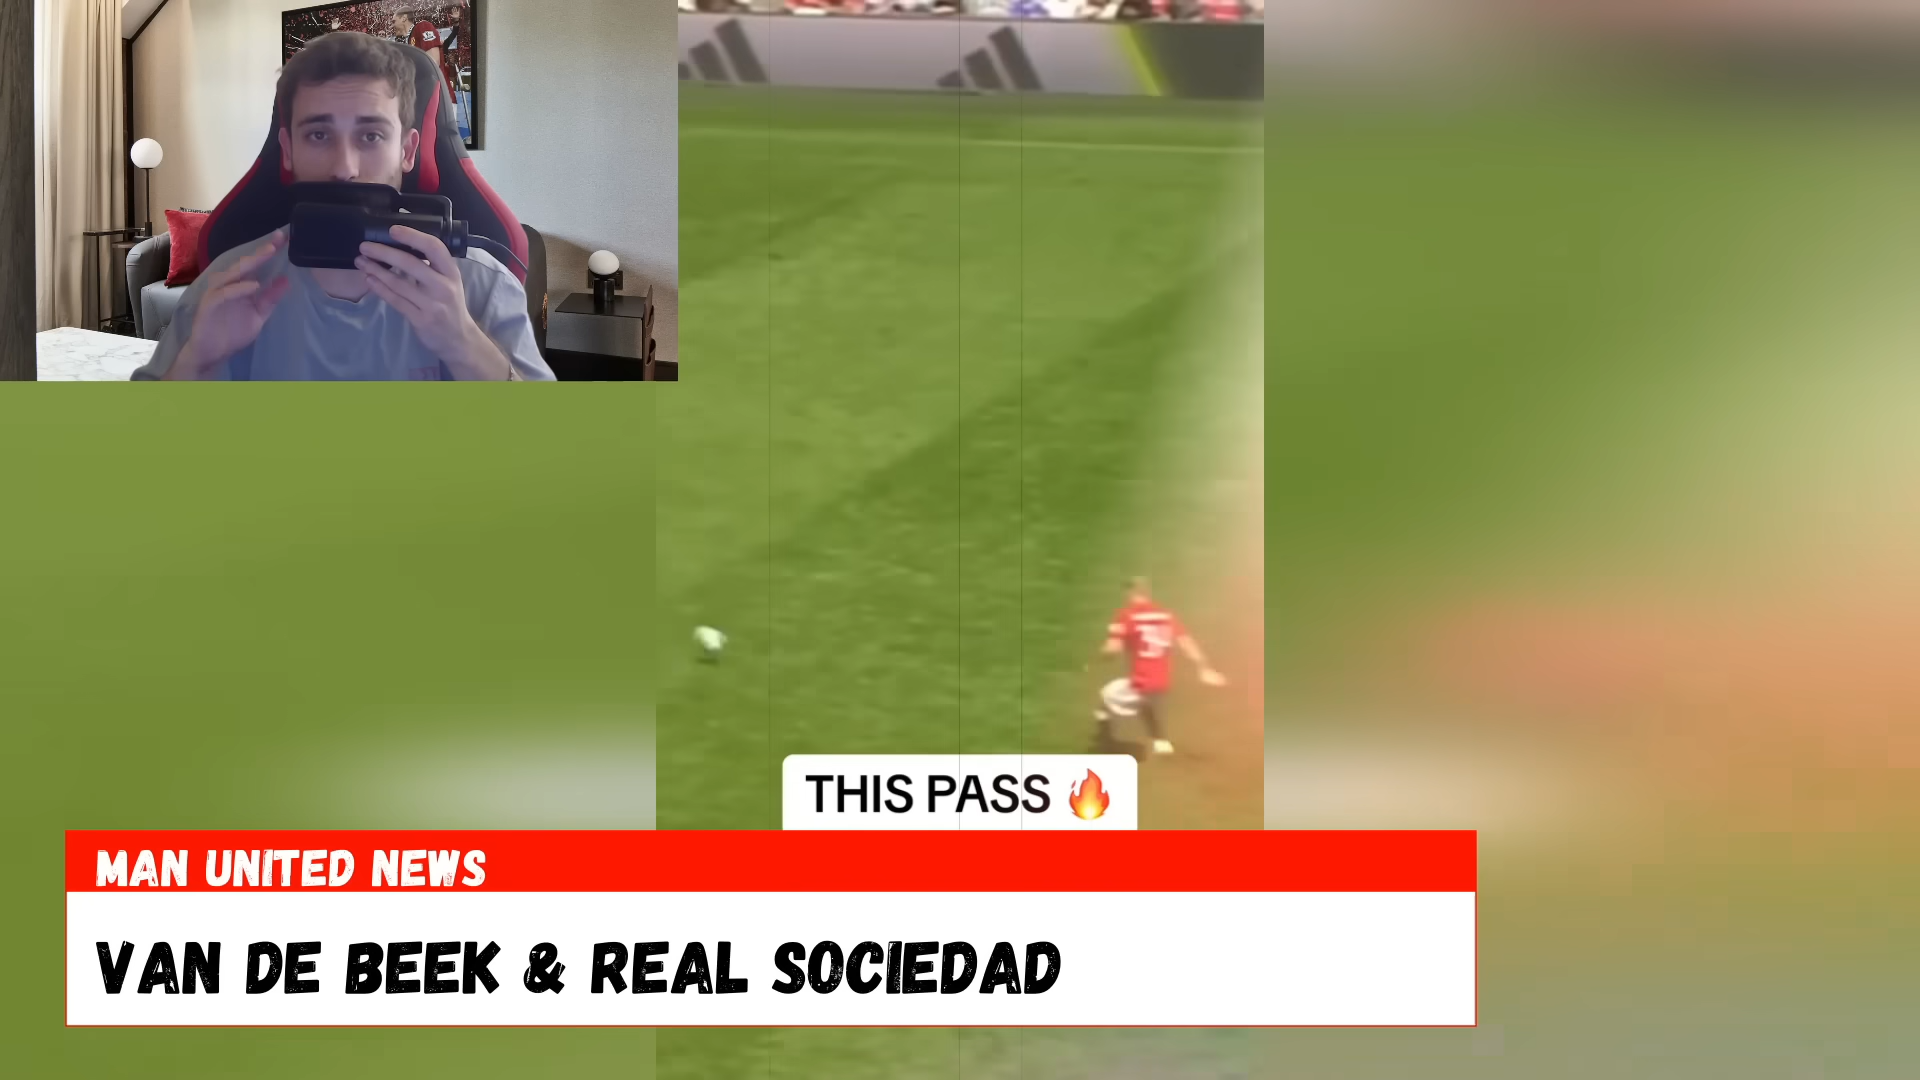 THIS PASS 🔥
MAN UNITED NEWS
VAN DE BEEK & REAL SOCIEDAD